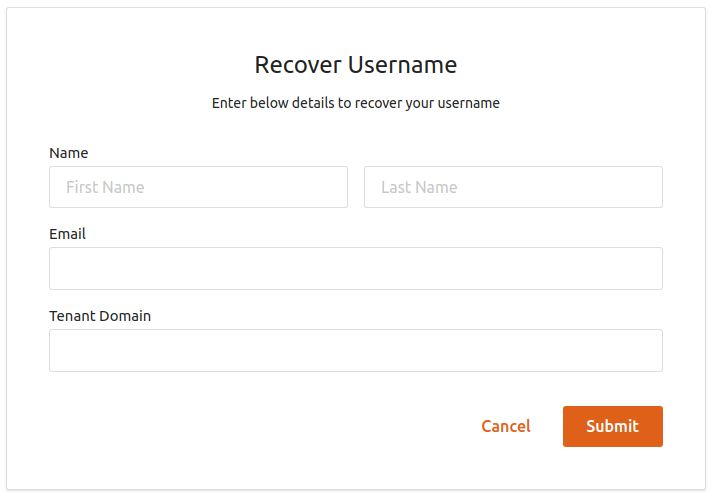 Recover Username
Enter below details to recover your username
Name
First Name
Last Name
Email
Tenant Domain
Cancel
Submit